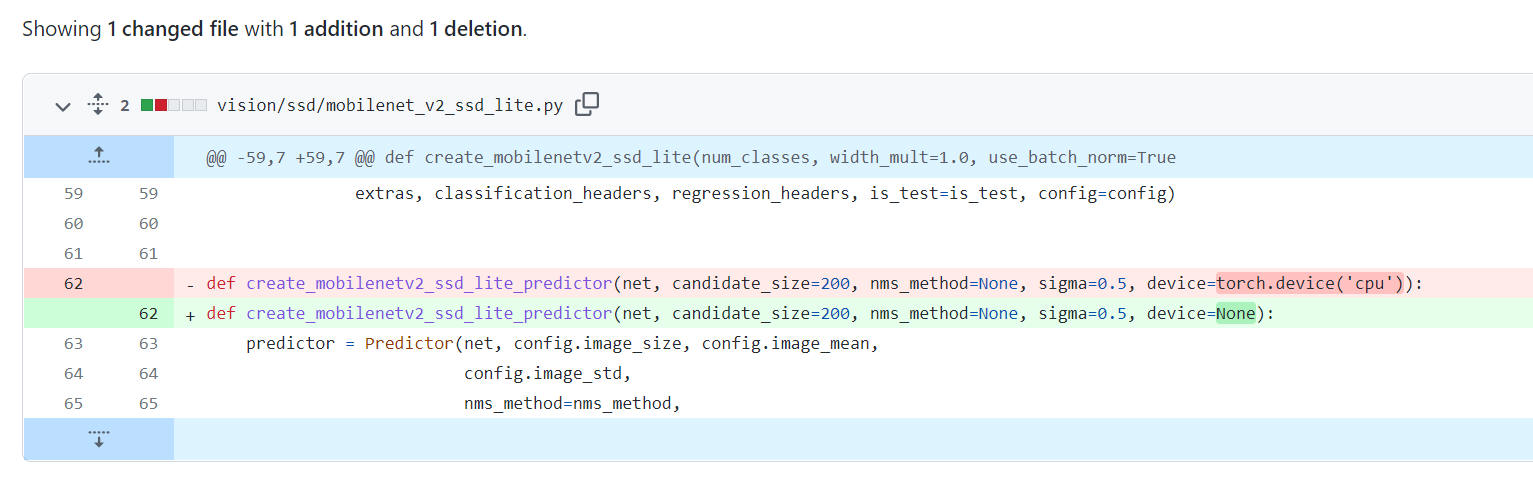 Showing 1 changed file with 1 addition and 1 deletion.
2 vision/ssd/mobilenet_v2_ssd_lite.py
@@ -59,7 +59,7 @@ def create_mobilenetv2_ssd_lite(num_classes, width_mult=1.0, use_batch_norm=True
59 59 extras, classification_headers, regression_headers, is_test=is_test, config=config)
60 60
61 61
62 - def create_mobilenetv2_ssd_lite_predictor(net, candidate_size=200, nms_method=None, sigma=0.5, device=torch.device('cpu')):
62 + def create_mobilenetv2_ssd_lite_predictor(net, candidate_size=200, nms_method=None, sigma=0.5, device=None):
63 63 predictor = Predictor(net, config.image_size, config.image_mean,
64 64 config.image_std,
65 65 nms_method=nms_method,